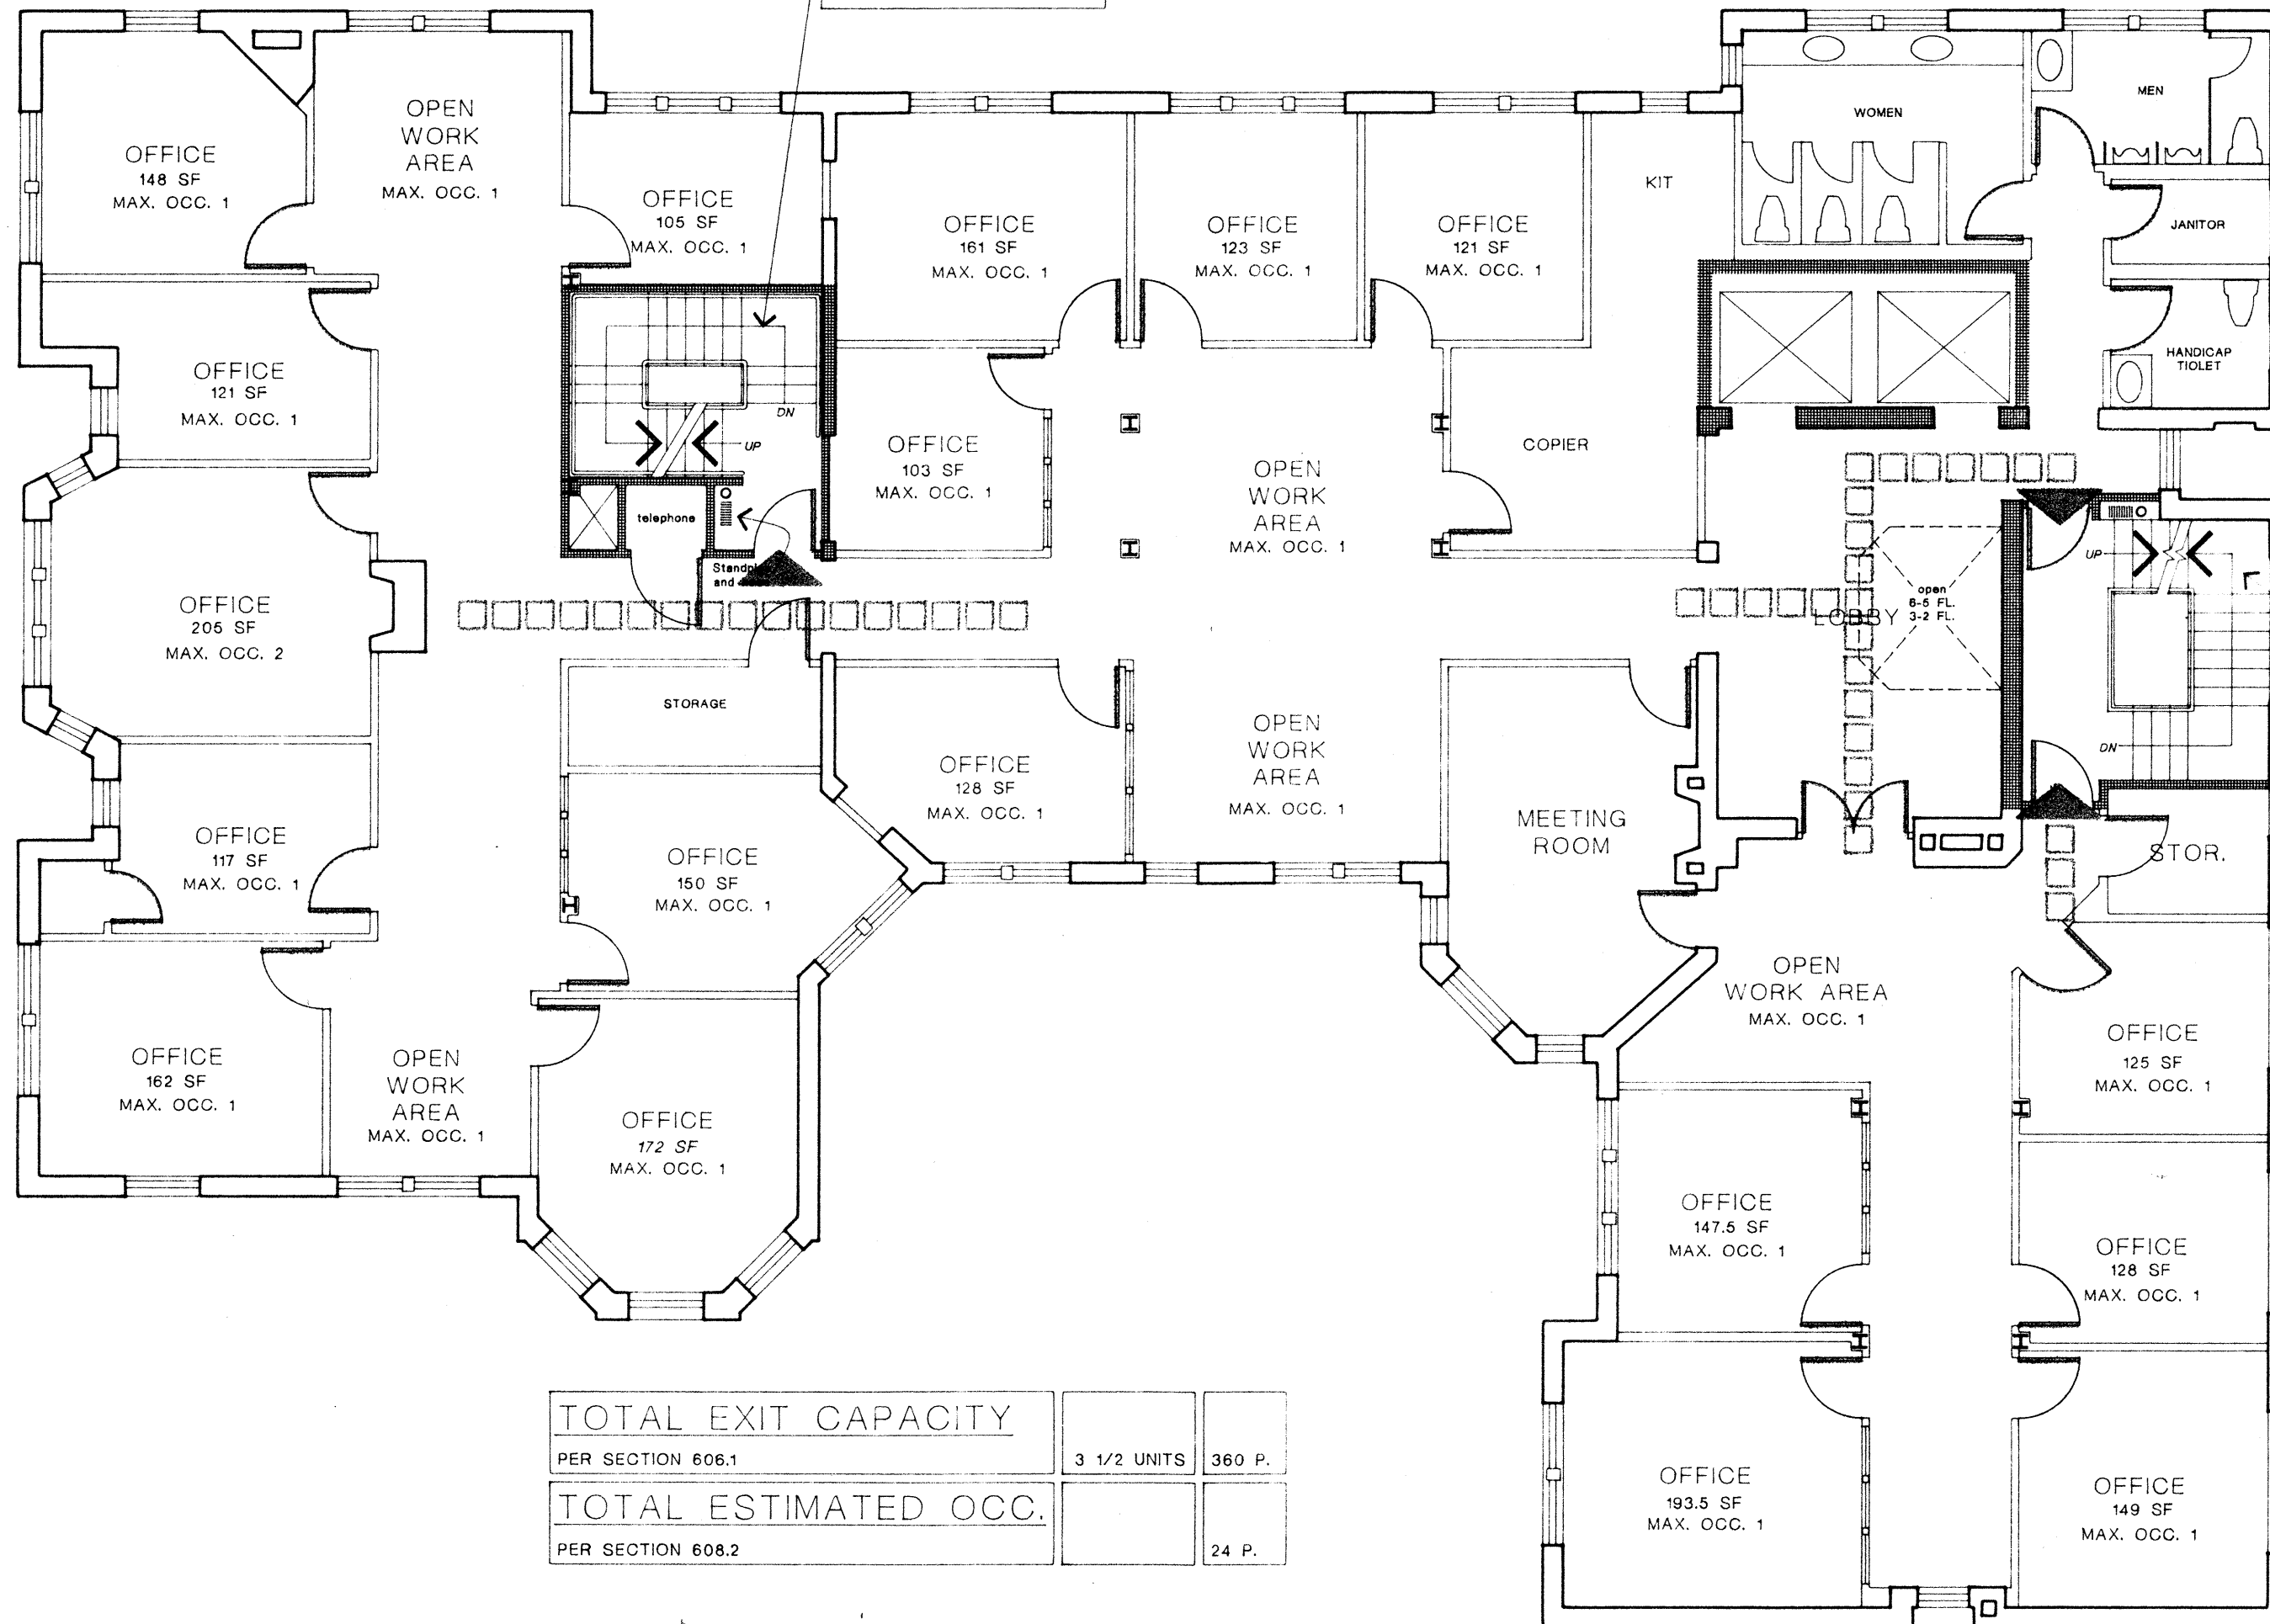 OFFICE
148 SF
MAX. OCC. 1
OPEN
WORK
AREA
MAX. OCC. 1
OFFICE
105 SF
MAX. OCC. 1
OFFICE
161 SF
MAX. OCC. 1
OFFICE
123 SF
MAX. OCC. 1
OFFICE
121 SF
MAX. OCC. 1
KIT
WOMEN
MEN
JANITOR
HANDICAP
TIOLET
OFFICE
121 SF
MAX. OCC. 1
DN
UP
OFFICE
103 SF
MAX. OCC. 1
OPEN
WORK
AREA
MAX. OCC. 1
COPIER
telephone
and
UP
open
6-5 FL.
3-2 FL.
LOBBY
DN
OFFICE
205 SF
MAX. OCC. 2
STORAGE
OFFICE
128 SF
MAX. OCC. 1
OPEN
WORK
AREA
MAX. OCC. 1
MEETING
ROOM
STOR.
OFFICE
117 SF
MAX. OCC. 1
OFFICE
150 SF
MAX. OCC. 1
OPEN
WORK AREA
MAX. OCC. 1
OFFICE
125 SF
MAX. OCC. 1
OFFICE
162 SF
MAX. OCC. 1
OPEN
WORK
AREA
MAX. OCC. 1
OFFICE
172 SF
MAX. OCC. 1
OFFICE
147.5 SF
MAX. OCC. 1
OFFICE
128 SF
MAX. OCC. 1
OFFICE
193.5 SF
MAX. OCC. 1
OFFICE
149 SF
MAX. OCC. 1
TOTAL EXIT CAPACITY
PER SECTION 606.1 3 1/2 UNITS 360 P.
TOTAL ESTIMATED OCC.
PER SECTION 608.2 24 P.